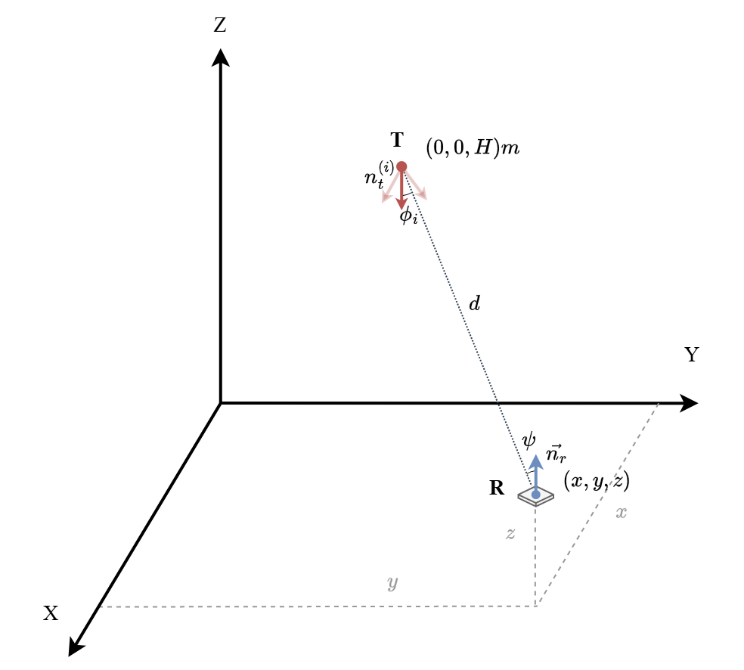 Z
T
(0, 0, H)m
n_t^{(i)}
ϕ_i
d
Y
ψ
n⃗_r
R
(x, y, z)
x
z
y
X